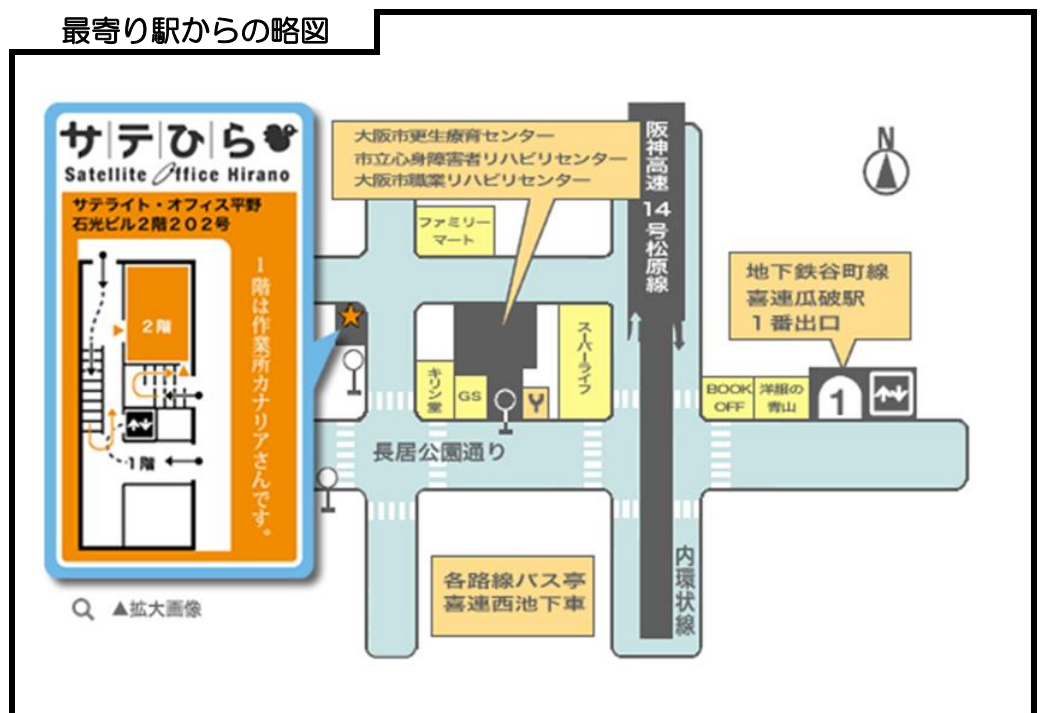 最寄り駅からの略図
サテひら
Satellite Office Hirano
サテライト・オフィス平野
石光ビル2階202号
2階
1階
1階は作業所カナリアさんです。
▲拡大画像
大阪市更生療育センター
市立心身障害者リハビリセンター
大阪市職業リハビリセンター
ファミリー
マート
キリン堂
GS
Y
スーパーライフ
阪神高速 14号松原線
N
地下鉄谷町線
喜連瓜破駅
1番出口
BOOK
OFF
洋服の
青山
1
長居公園通り
各路線バス亭
喜連西池下車
内環状線